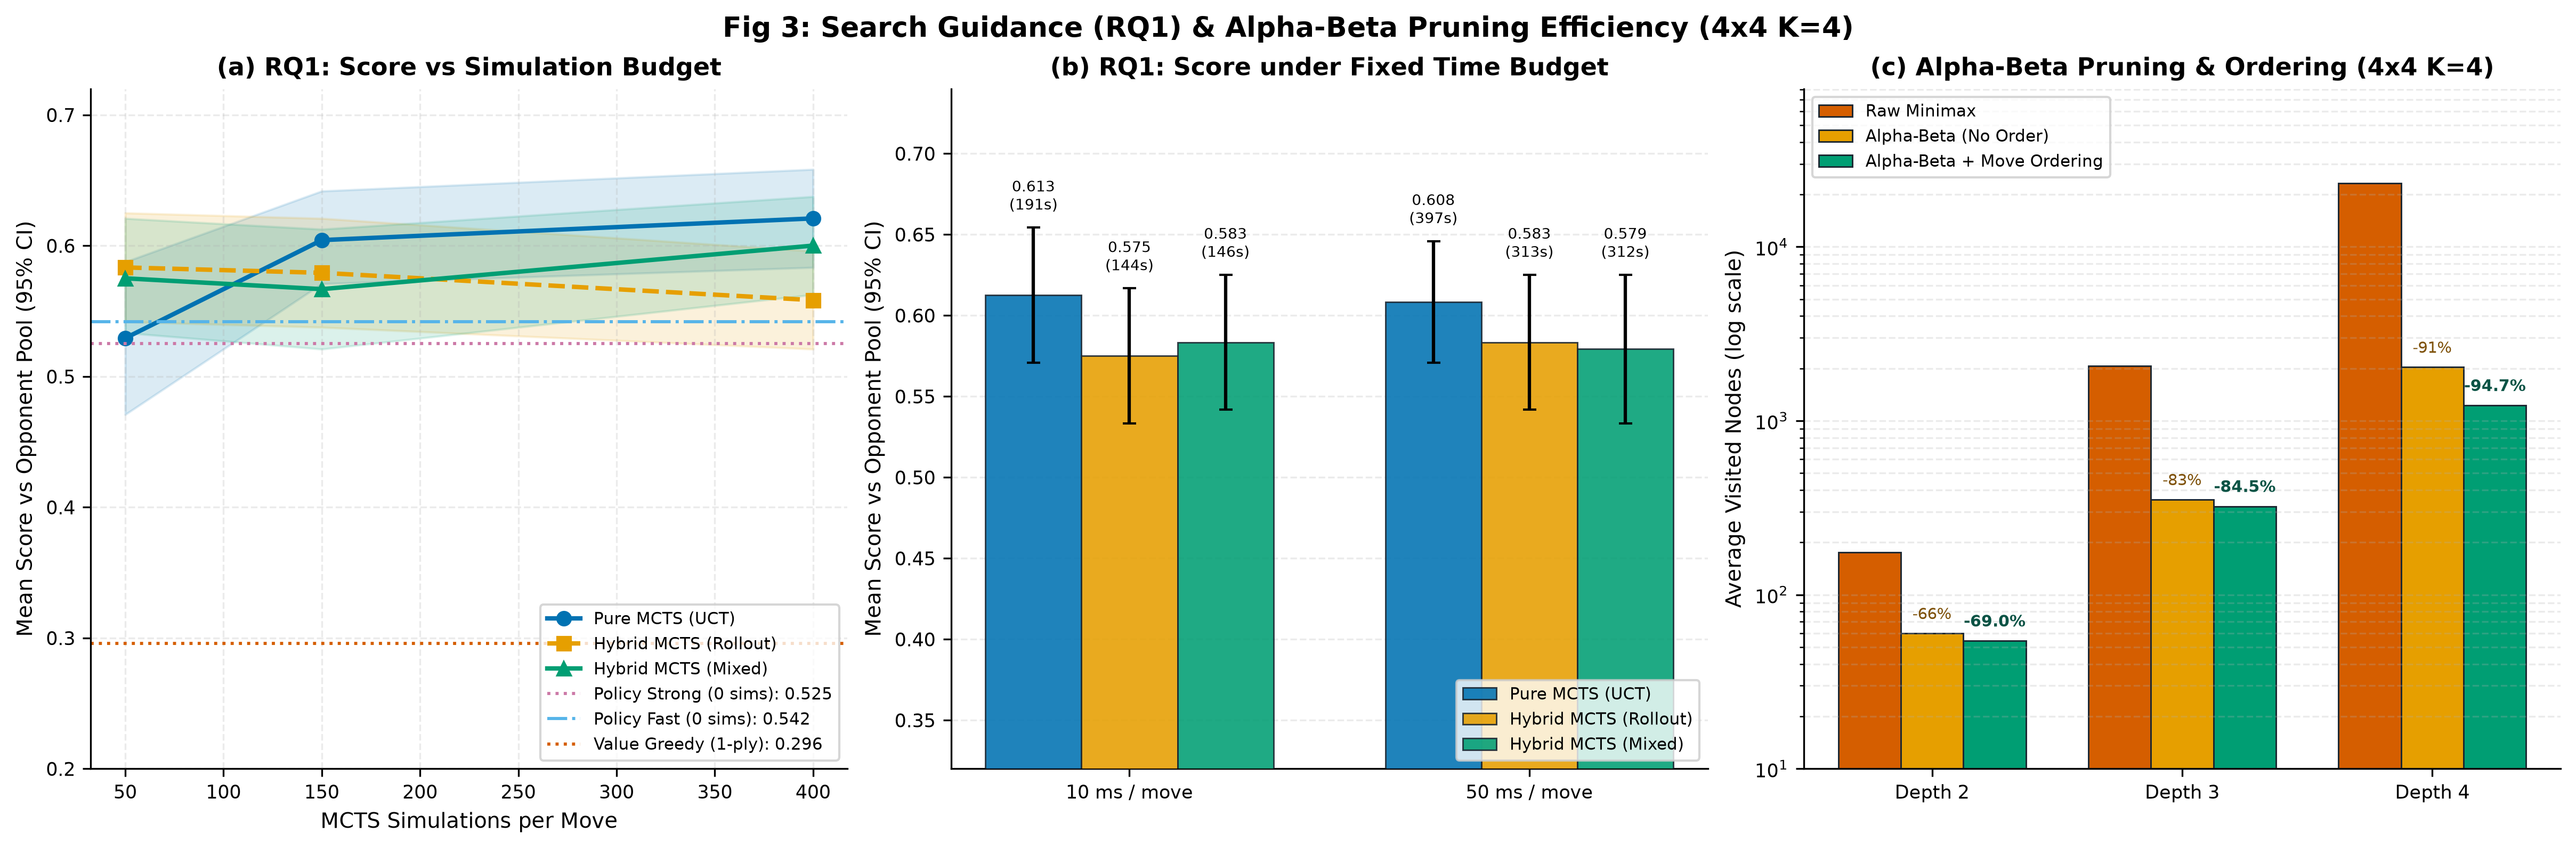 Fig 3: Search Guidance (RQ1) & Alpha-Beta Pruning Efficiency (4x4 K=4)
(a) RQ1: Score vs Simulation Budget
Mean Score vs Opponent Pool (95% CI)
0.7
0.6
0.5
0.4
0.3
0.2
50
100
150
200
250
300
350
400
MCTS Simulations per Move
Pure MCTS (UCT)
Hybrid MCTS (Rollout)
Hybrid MCTS (Mixed)
Policy Strong (0 sims): 0.525
Policy Fast (0 sims): 0.542
Value Greedy (1-ply): 0.296
(b) RQ1: Score under Fixed Time Budget
Mean Score vs Opponent Pool (95% CI)
0.70
0.65
0.60
0.55
0.50
0.45
0.40
0.35
0.613
(191s)
0.575
(144s)
0.583
(146s)
0.608
(397s)
0.583
(313s)
0.579
(312s)
10 ms / move
50 ms / move
Pure MCTS (UCT)
Hybrid MCTS (Rollout)
Hybrid MCTS (Mixed)
(c) Alpha-Beta Pruning & Ordering (4x4 K=4)
Average Visited Nodes (log scale)
10⁴
10³
10²
10¹
Raw Minimax
Alpha-Beta (No Order)
Alpha-Beta + Move Ordering
-66%
-69.0%
-83%
-84.5%
-91%
-94.7%
Depth 2
Depth 3
Depth 4